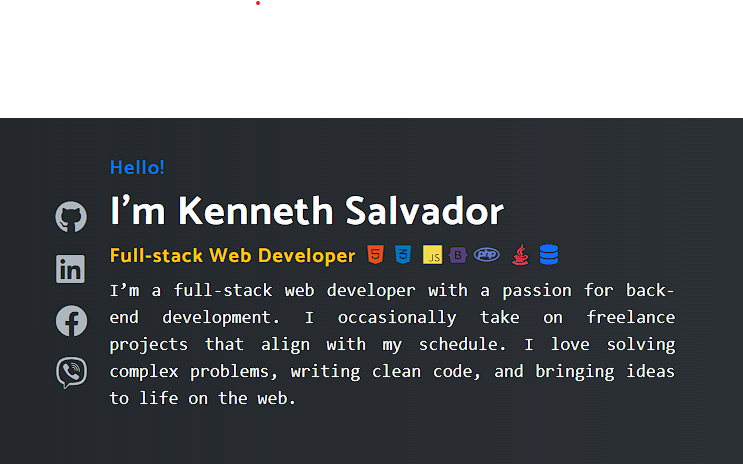 Hello!
I’m Kenneth Salvador
Full-stack Web Developer
JS B php
I’m a full-stack web developer with a passion for back-
end development. I occasionally take on freelance
projects that align with my schedule. I love solving
complex problems, writing clean code, and bringing ideas
to life on the web.